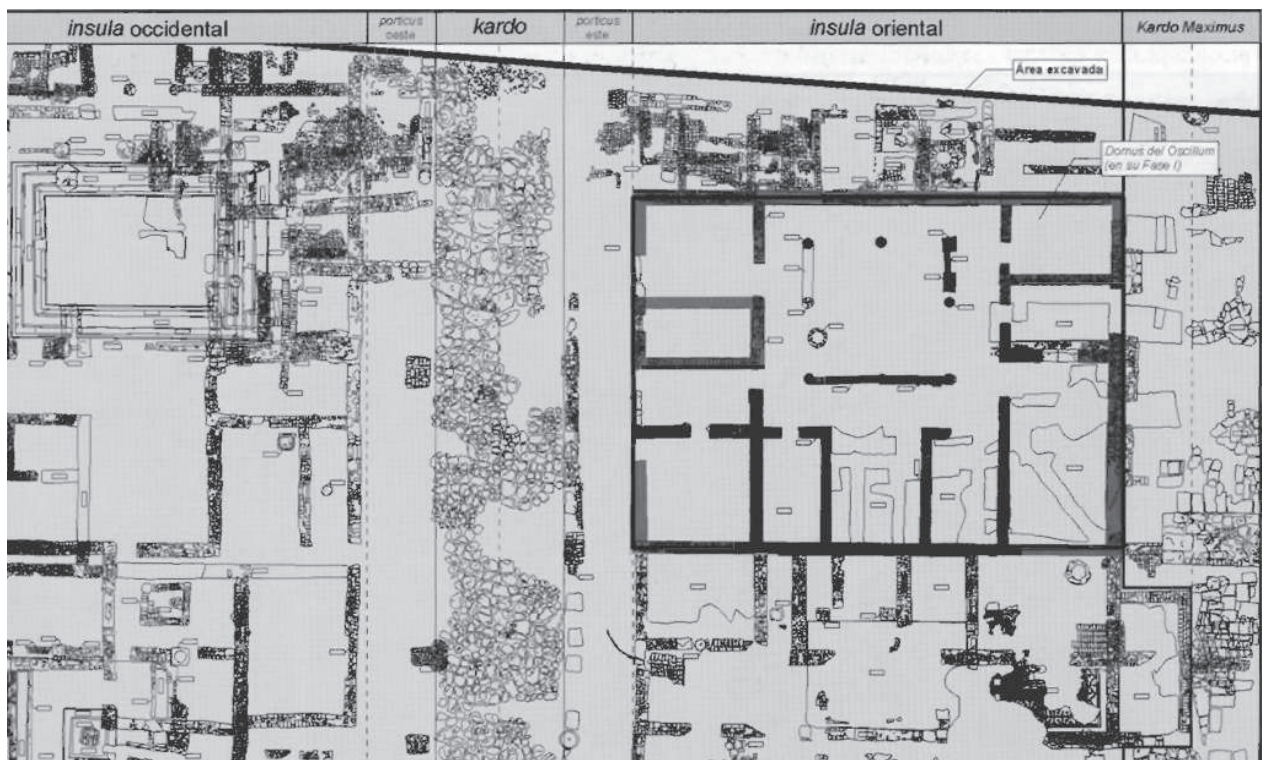 insula occidental
porticus
oeste
kardo
porticus
este
insula oriental
Kardo Maximus
Área excavada
Domus del Oscillum
(en su Fase I)